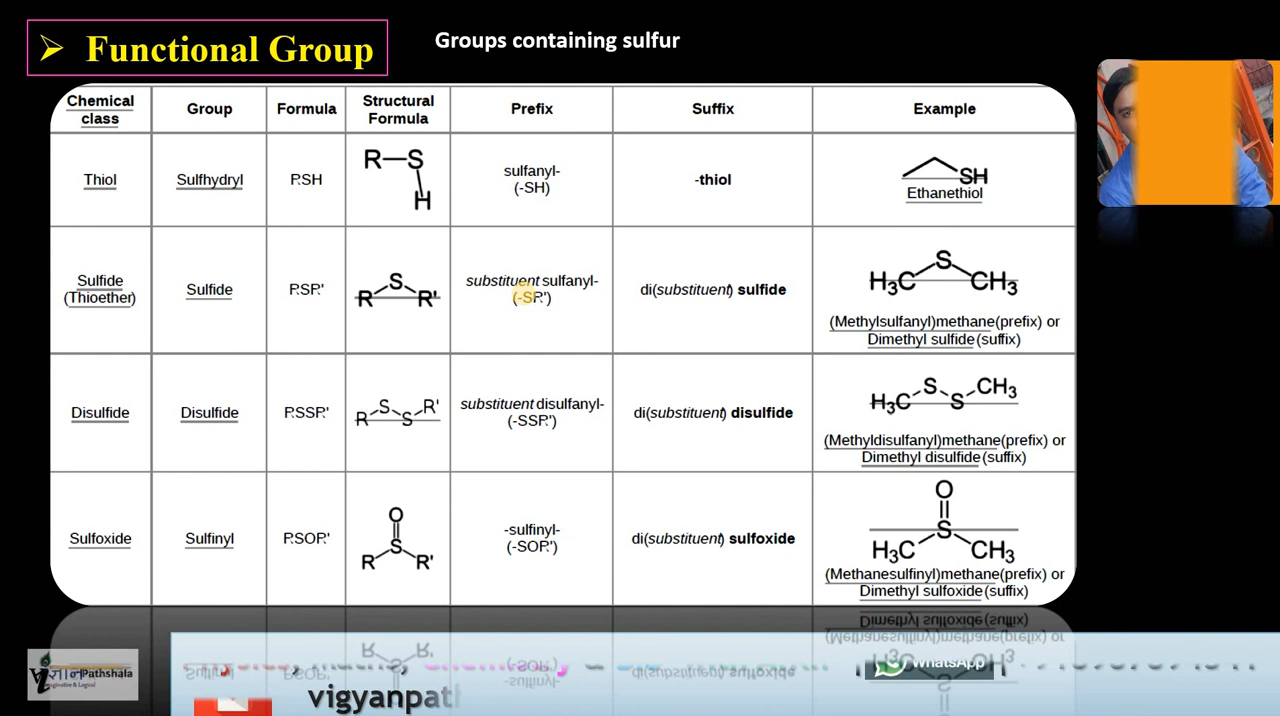 ➢ Functional Group
Groups containing sulfur
Chemical class
Group
Formula
Structural Formula
Prefix
Suffix
Example
Thiol
Sulfhydryl
RSH
R—S
H
sulfanyl-
(-SH)
-thiol
SH
Ethanethiol
Sulfide
(Thioether)
Sulfide
RSR'
S
R R'
substituent sulfanyl-
(-SR')
di(substituent) sulfide
S
H₃C CH₃
(Methylsulfanyl)methane(prefix) or
Dimethyl sulfide(suffix)
Disulfide
Disulfide
RSSR'
S R'
R S
substituent disulfanyl-
(-SSR')
di(substituent) disulfide
S CH₃
H₃C S
(Methyldisulfanyl)methane(prefix) or
Dimethyl disulfide(suffix)
Sulfoxide
Sulfinyl
RSOR'
O
S
R R'
-sulfinyl-
(-SOR')
di(substituent) sulfoxide
O
S
H₃C CH₃
(Methanesulfinyl)methane(prefix) or
Dimethyl sulfoxide(suffix)
Pathshala
WhatsApp
vigyanpath